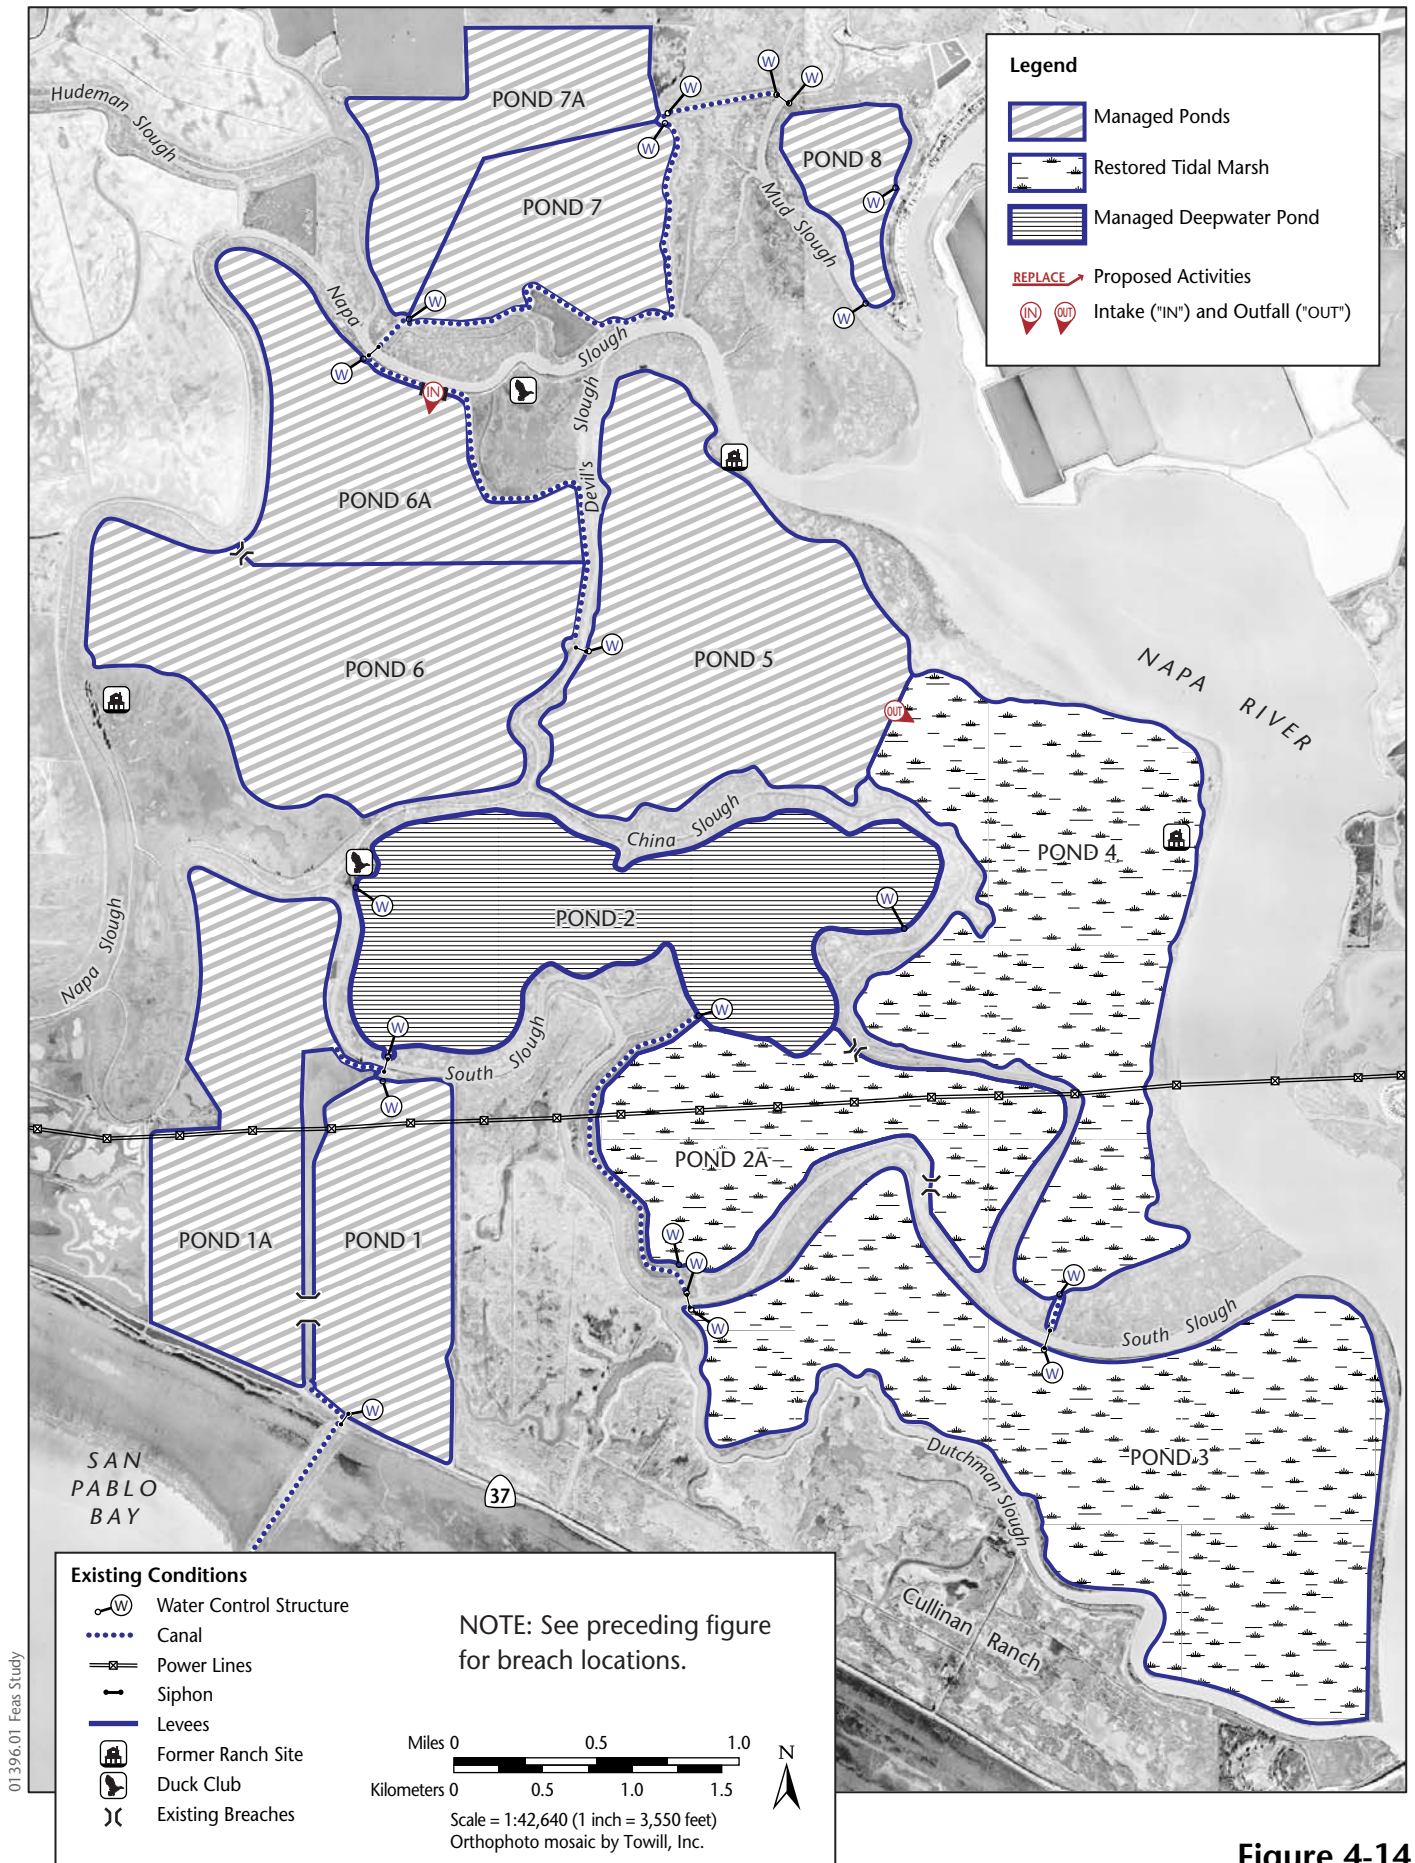 Hudeman Slough
POND 7A
W
W
W
W
POND 8
POND 7
W
Mud Slough
W
Napa
W
W
Slough
IN
Devil's Slough
POND 6A
POND 6
W
POND 5
OUT
NAPA RIVER
China Slough
POND 4
W
W
POND 2
Napa Slough
W
W
South Slough
W
POND 2A
POND 1A
POND 1
W
W
W
W
W
South Slough
W
SAN
PABLO
BAY
37
Dutchman Slough
POND 3
Cullinan Ranch
Legend
Managed Ponds
Restored Tidal Marsh
Managed Deepwater Pond
REPLACE Proposed Activities
IN OUT Intake ("IN") and Outfall ("OUT")
Existing Conditions
W Water Control Structure
Canal
Power Lines
Siphon
Levees
Former Ranch Site
Duck Club
Existing Breaches
NOTE: See preceding figure
for breach locations.
Miles 0 0.5 1.0
Kilometers 0 0.5 1.0 1.5
N
Scale = 1:42,640 (1 inch = 3,550 feet)
Orthophoto mosaic by Towill, Inc.
01396.01 Feas Study
Figure 4-14